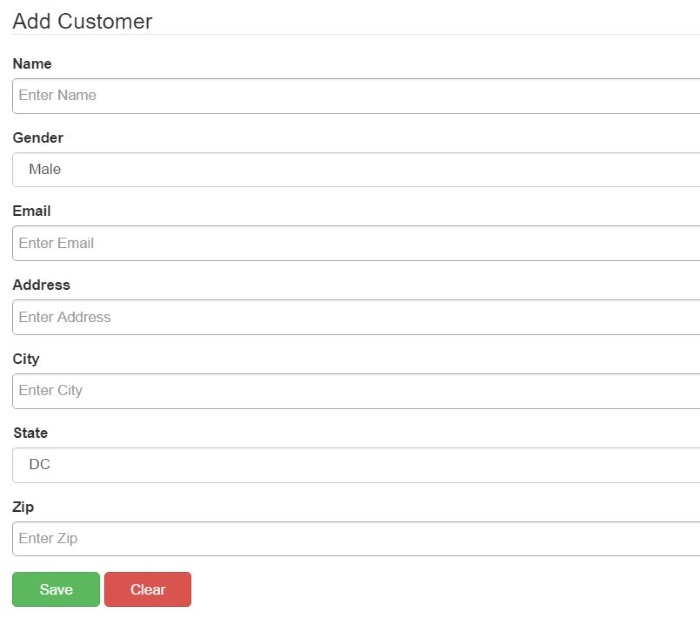 Add Customer
Name
Enter Name
Gender
Male
Email
Enter Email
Address
Enter Address
City
Enter City
State
DC
Zip
Enter Zip
Save Clear